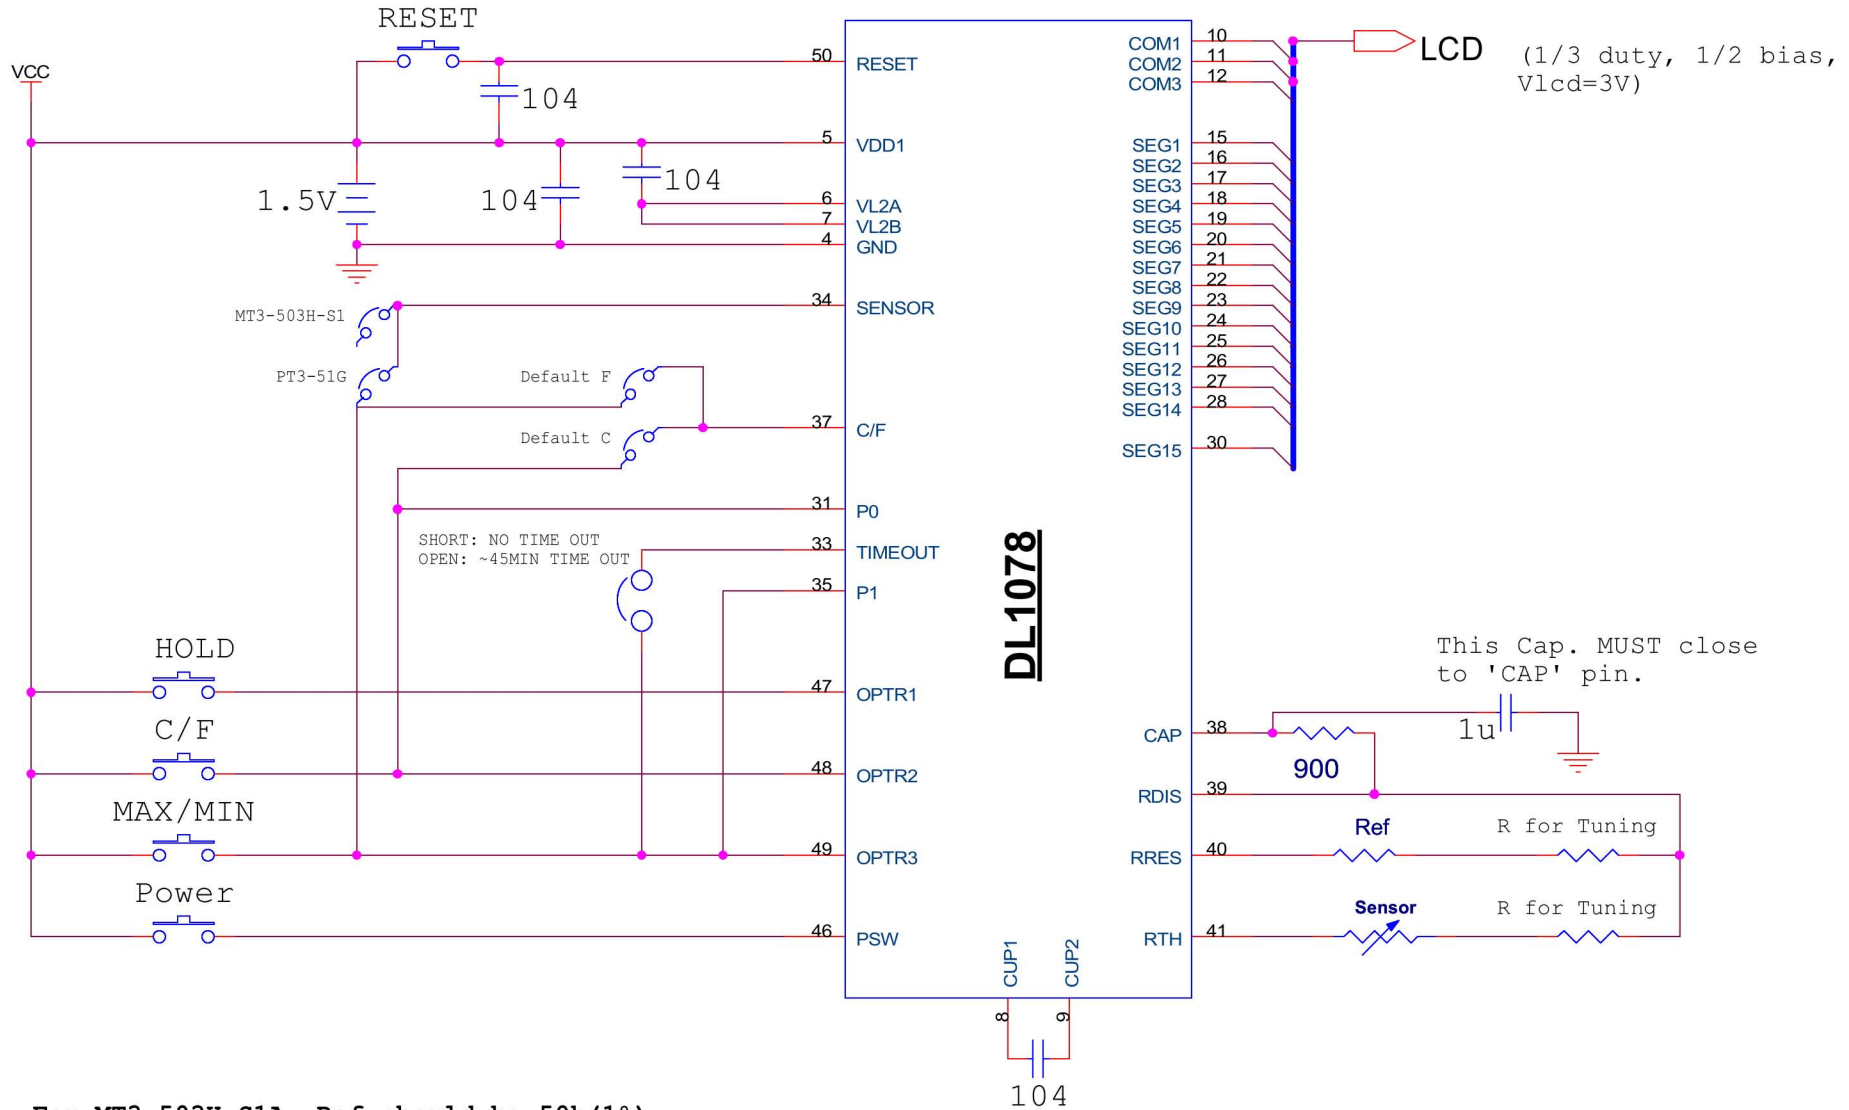 RESET
VCC
104
1.5V
104
104
MT3-503H-S1
PT3-51G
Default F
Default C
SHORT: NO TIME OUT
OPEN: ~45MIN TIME OUT
HOLD
C/F
MAX/MIN
Power
50 RESET
5 VDD1
6 VL2A
7 VL2B
4 GND
34 SENSOR
37 C/F
31 P0
33 TIMEOUT
35 P1
47 OPTR1
48 OPTR2
49 OPTR3
46 PSW
DL1078
COM1 10
COM2 11
COM3 12
SEG1 15
SEG2 16
SEG3 17
SEG4 18
SEG5 19
SEG6 20
SEG7 21
SEG8 22
SEG9 23
SEG10 24
SEG11 25
SEG12 26
SEG13 27
SEG14 28
SEG15 30
LCD
(1/3 duty, 1/2 bias,
Vlcd=3V)
This Cap. MUST close
to 'CAP' pin.
1u
CAP 38
900
RDIS 39
RRES 40
Ref
R for Tuning
RTH 41
Sensor
R for Tuning
CUP1 8
CUP2 9
104